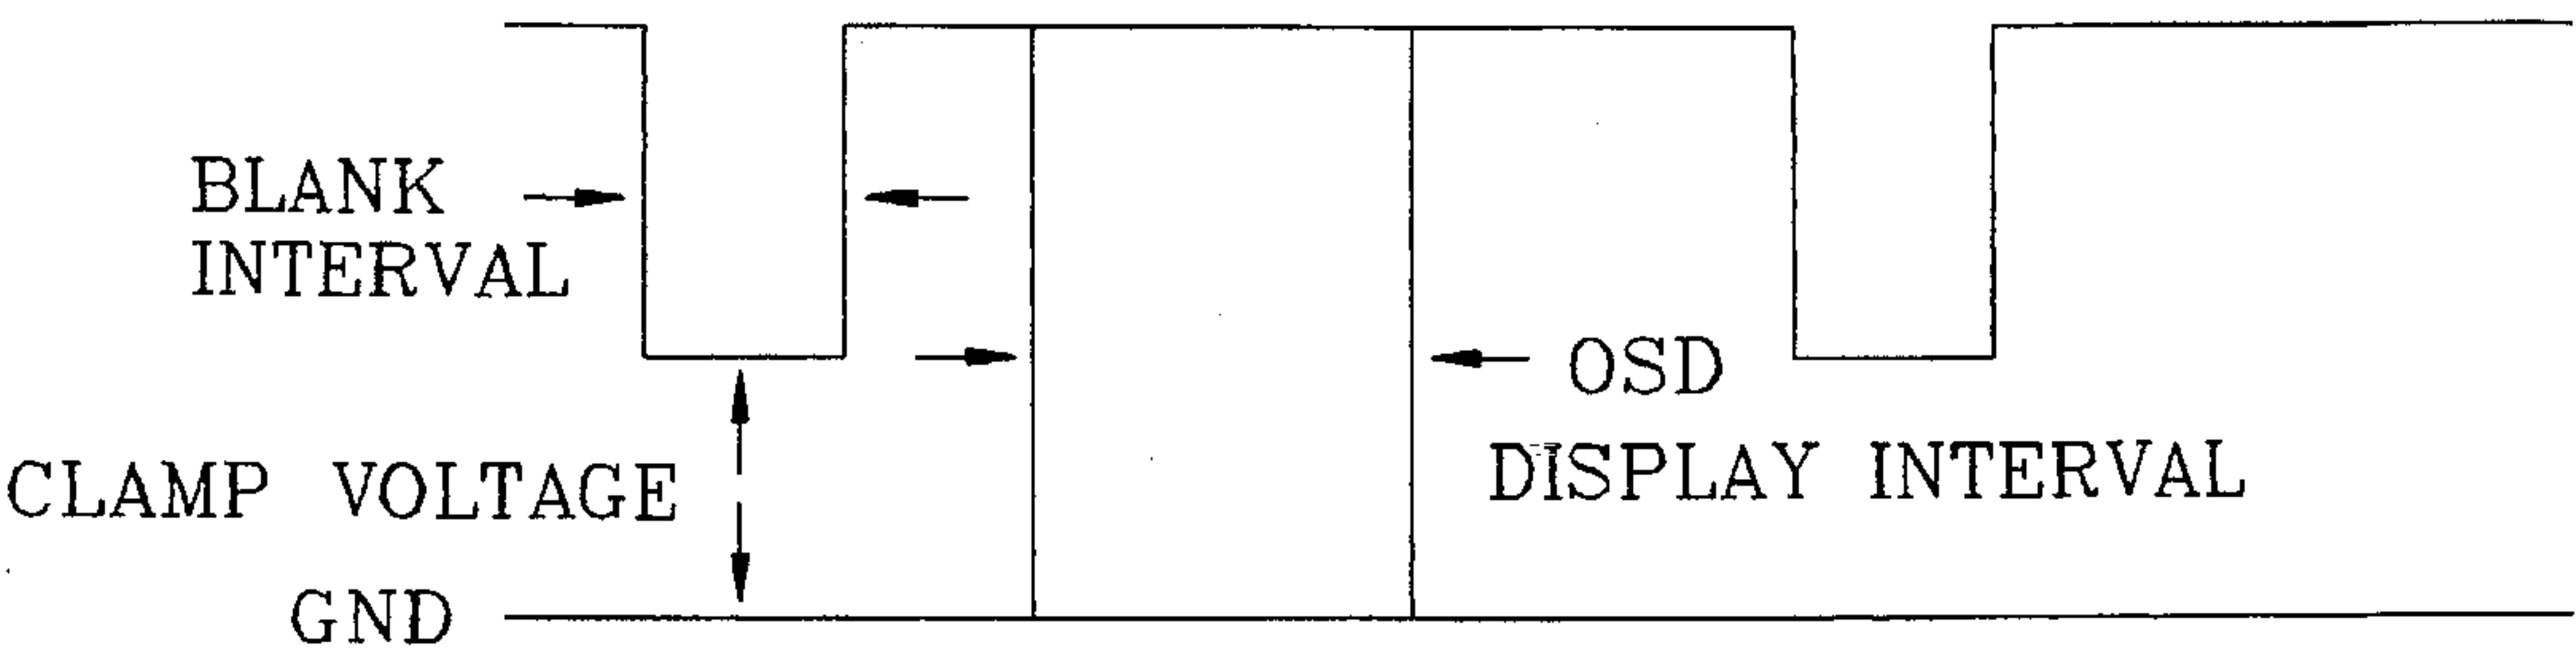 BLANK
INTERVAL
OSD
DISPLAY INTERVAL
CLAMP VOLTAGE
GND